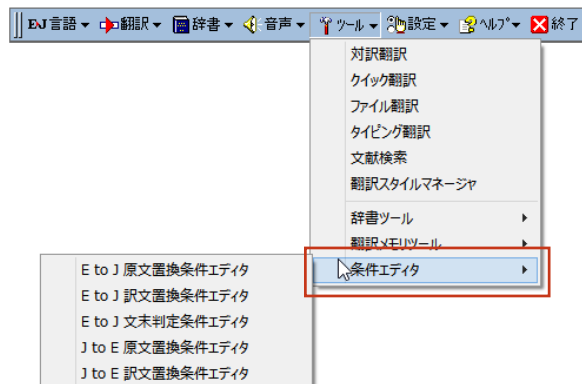 EJ 言語 翻訳 辞書 音声 ツール 設定 ヘルプ 終了
対訳翻訳
クイック翻訳
ファイル翻訳
タイピング翻訳
文献検索
翻訳スタイルマネージャ
辞書ツール
翻訳メモリツール
条件エディタ
E to J 原文置換条件エディタ
E to J 訳文置換条件エディタ
E to J 文末判定条件エディタ
J to E 原文置換条件エディタ
J to E 訳文置換条件エディタ